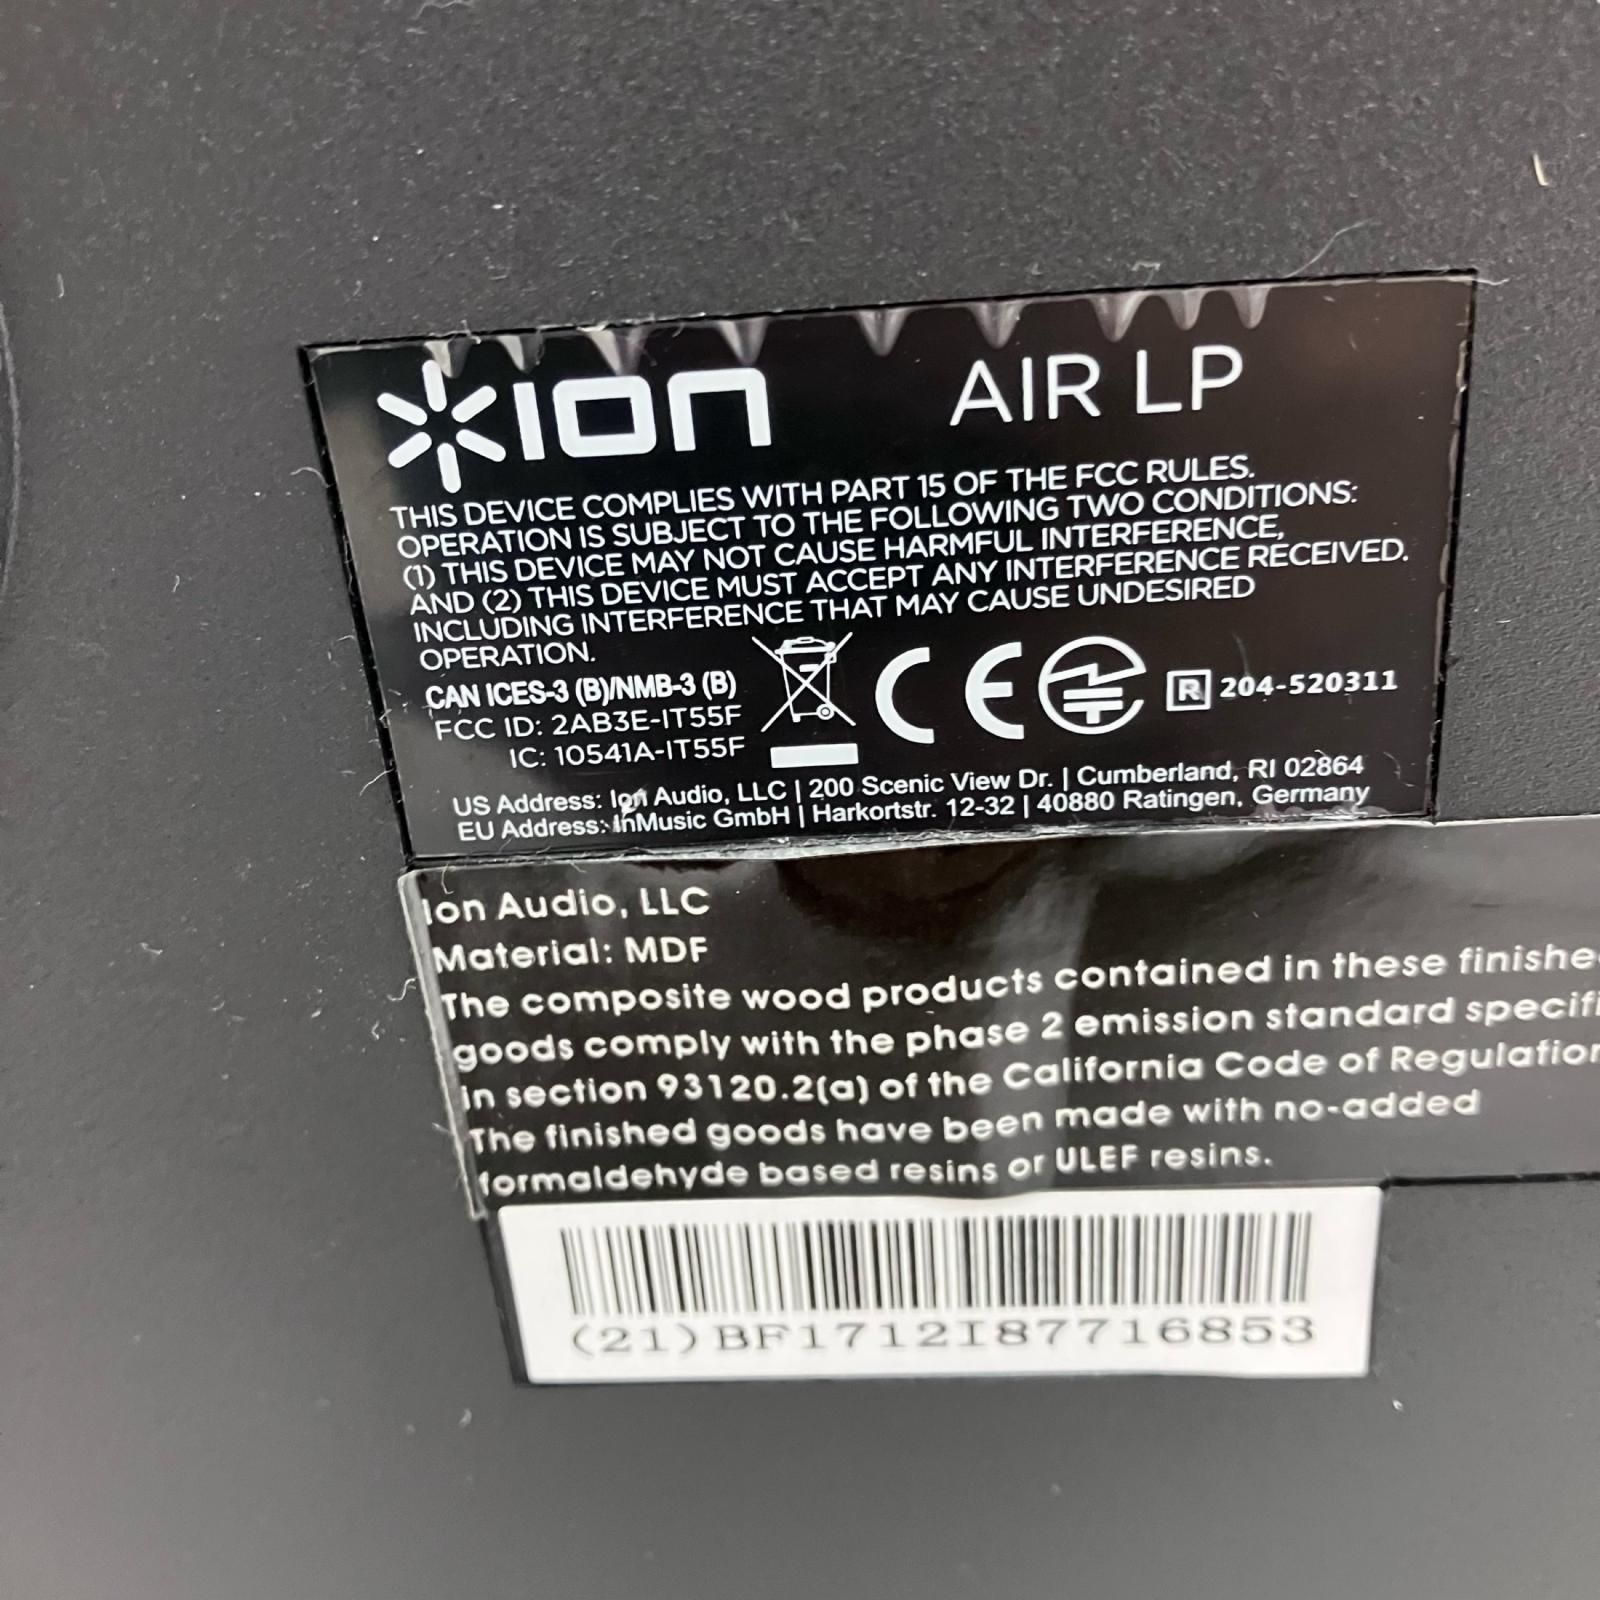 ION AIR LP
THIS DEVICE COMPLIES WITH PART 15 OF THE FCC RULES.
OPERATION IS SUBJECT TO THE FOLLOWING TWO CONDITIONS:
(1) THIS DEVICE MAY NOT CAUSE HARMFUL INTERFERENCE,
AND (2) THIS DEVICE MUST ACCEPT ANY INTERFERENCE RECEIVED.
INCLUDING INTERFERENCE THAT MAY CAUSE UNDESIRED
OPERATION.
CAN ICES-3 (B)/NMB-3 (B)
FCC ID: 2AB3E-IT55F
IC: 10541A-IT55F
CE
R 204-520311
US Address: Ion Audio, LLC | 200 Scenic View Dr. | Cumberland, RI 02864
EU Address: inMusic GmbH | Harkortstr. 12-32 | 40880 Ratingen, Germany
Ion Audio, LLC
Material: MDF
The composite wood products contained in these finishe
goods comply with the phase 2 emission standard specifi
in section 93120.2(a) of the California Code of Regulation
The finished goods have been made with no-added
formaldehyde based resins or ULEF resins.
(21)BF1712I87716853